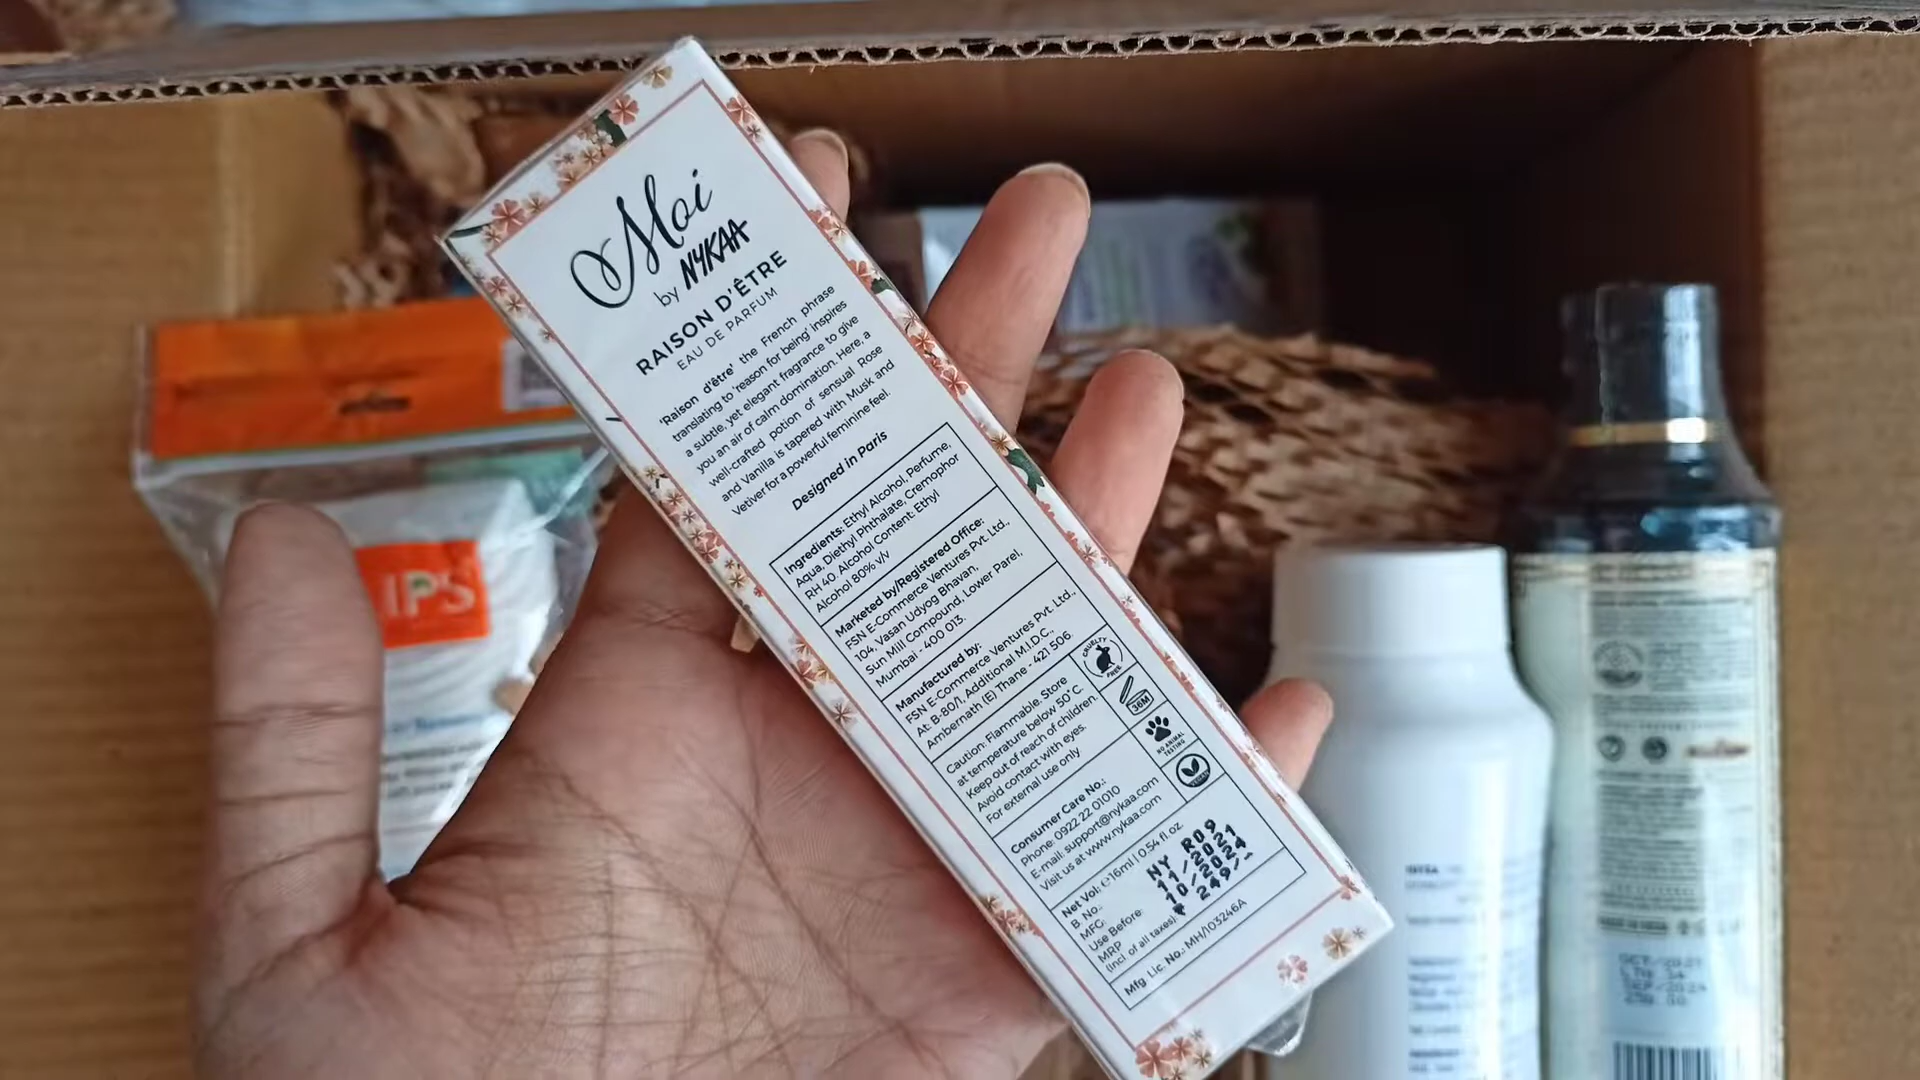 Moi
by NYKAA
RAISON D'ÊTRE
EAU DE PARFUM
'Raison d'être' the French phrase
translating to 'reason for being' inspires
a subtle, yet elegant fragrance to give
you an air of calm domination. Here, a
well-crafted potion of sensual Rose
and Vanilla is tapered with Musk and
Vetiver for a powerful feminine feel.
Designed in Paris
Ingredients: Ethyl Alcohol, Perfume,
Aqua, Diethyl Phthalate, Cremophor
RH 40. Alcohol Content: Ethyl
Alcohol 80% v/v
Marketed by/Registered Office:
FSN E-Commerce Ventures Pvt. Ltd.,
104, Vasan Udyog Bhavan,
Sun Mill Compound, Lower Parel,
Mumbai - 400 013.
Manufactured by:
FSN E-Commerce Ventures Pvt. Ltd.,
At: B-80/1, Additional M.I.D.C.,
Ambernath (E) Thane - 421 506.
Caution: Flammable. Store
at temperature below 50°C.
Keep out of reach of children.
Avoid contact with eyes.
For external use only
CRUELTY
FREE
36M
NO ANIMAL
TESTING
VEGAN
Consumer Care No.:
Phone: 0922 22 01010
E-mail: support@nykaa.com
Visit us at www.nykaa.com
Net Vol: ℮16ml | 0.54 fl. oz
B. No.: NY R09
MFC: 11/2021
Use Before: 10/2024
MRP 249/-
(Incl of all taxes):
Mfg. Lic. No.: MH/103246A
IPS